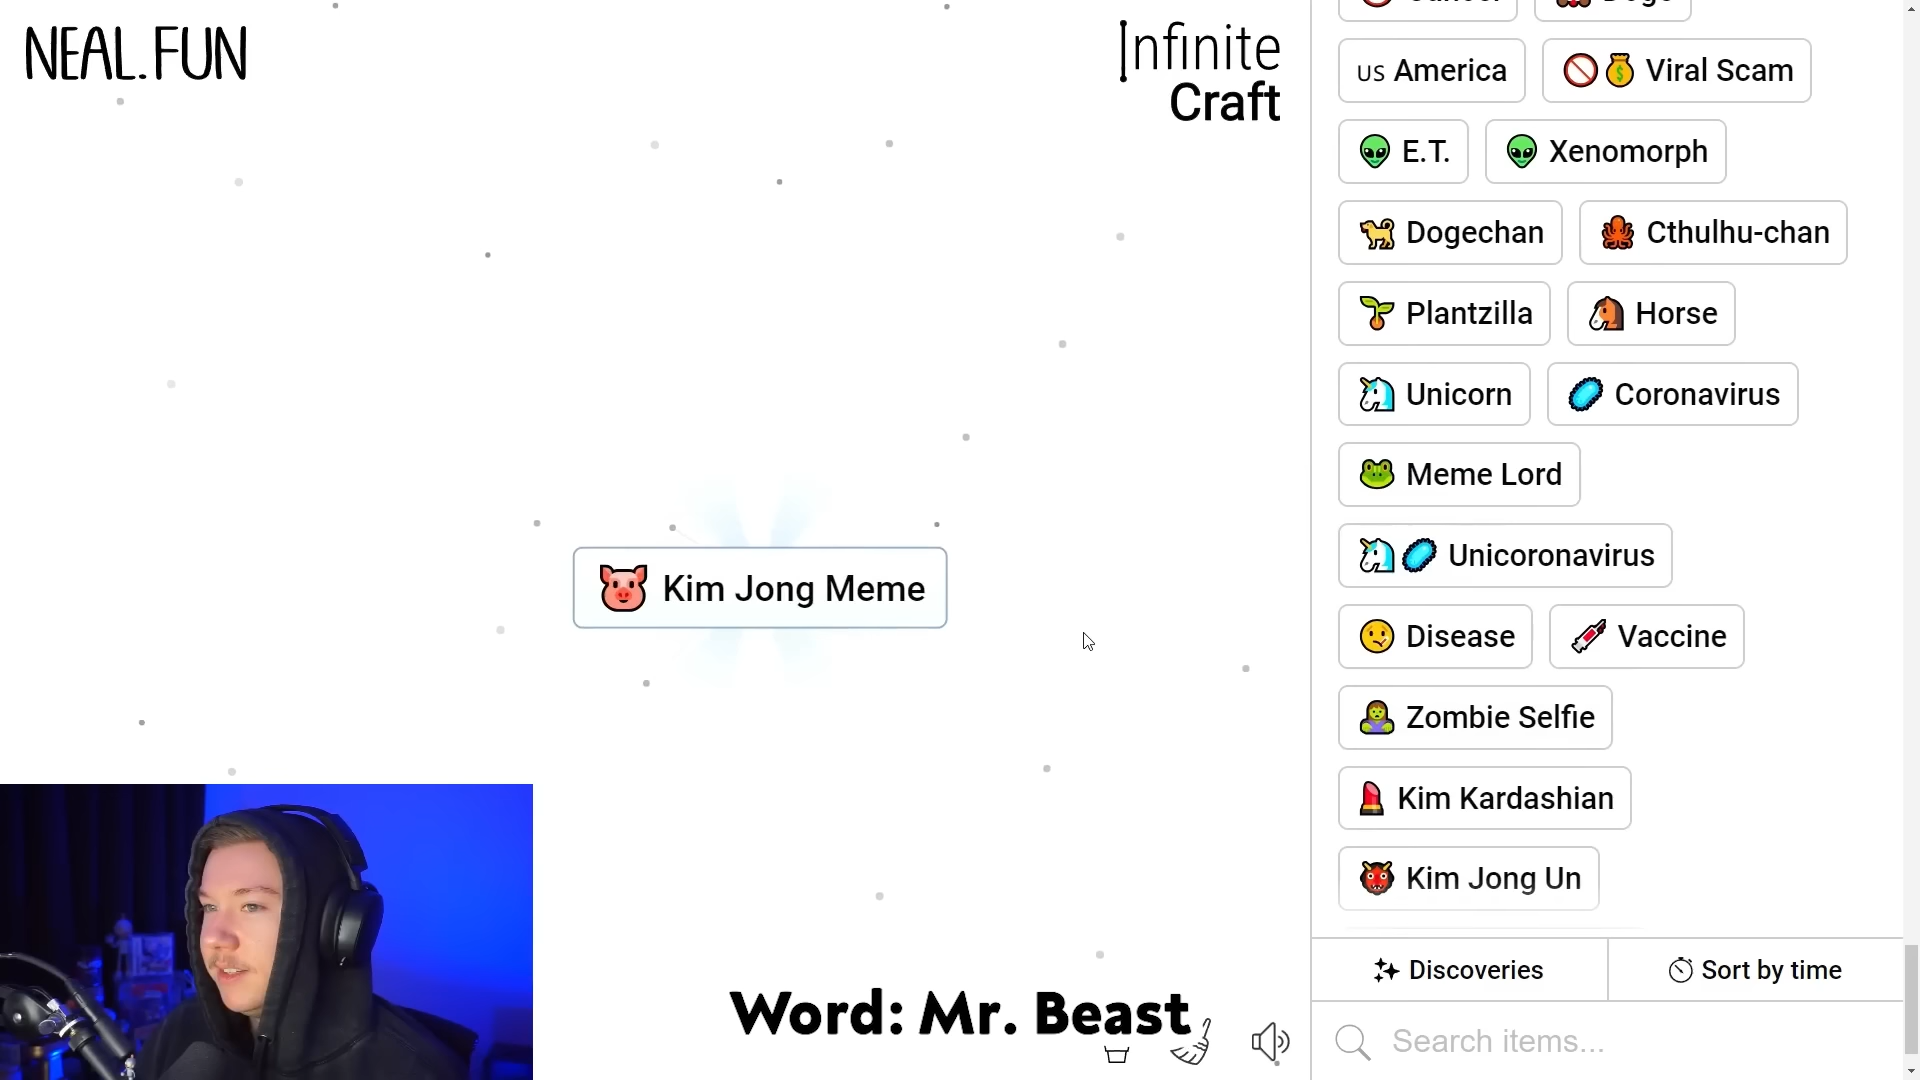 NEAL.FUN
Infinite
Craft
Cancer
Dogs
US America
Viral Scam
E.T.
Xenomorph
Dogechan
Cthulhu-chan
Plantzilla
Horse
Unicorn
Coronavirus
Meme Lord
Unicoronavirus
Disease
Vaccine
Zombie Selfie
Kim Kardashian
Kim Jong Un
Kim Jong Meme
Discoveries
Sort by time
Search items...
Word: Mr. Beast